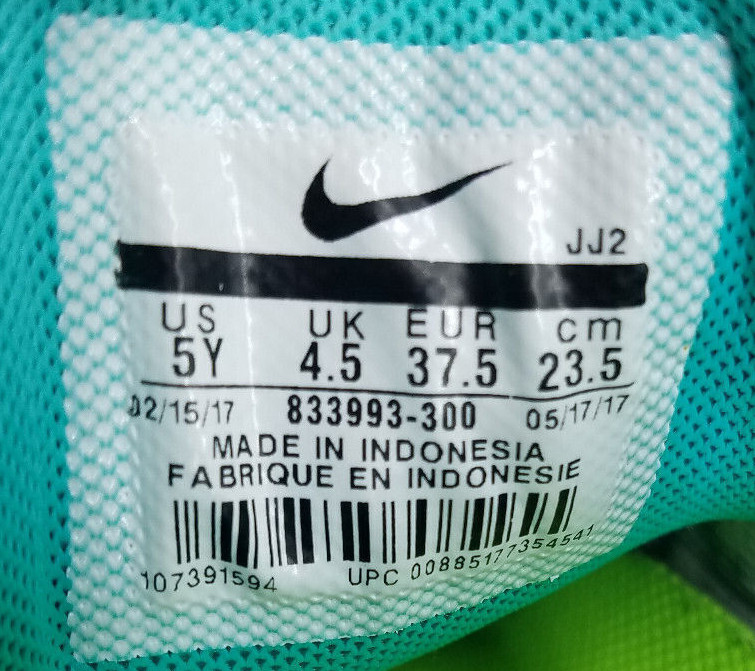 JJ2
US UK EUR cm
5Y 4.5 37.5 23.5
02/15/17 833993-300 05/17/17
MADE IN INDONESIA
FABRIQUE EN INDONESIE
107391594 UPC 00885177354541